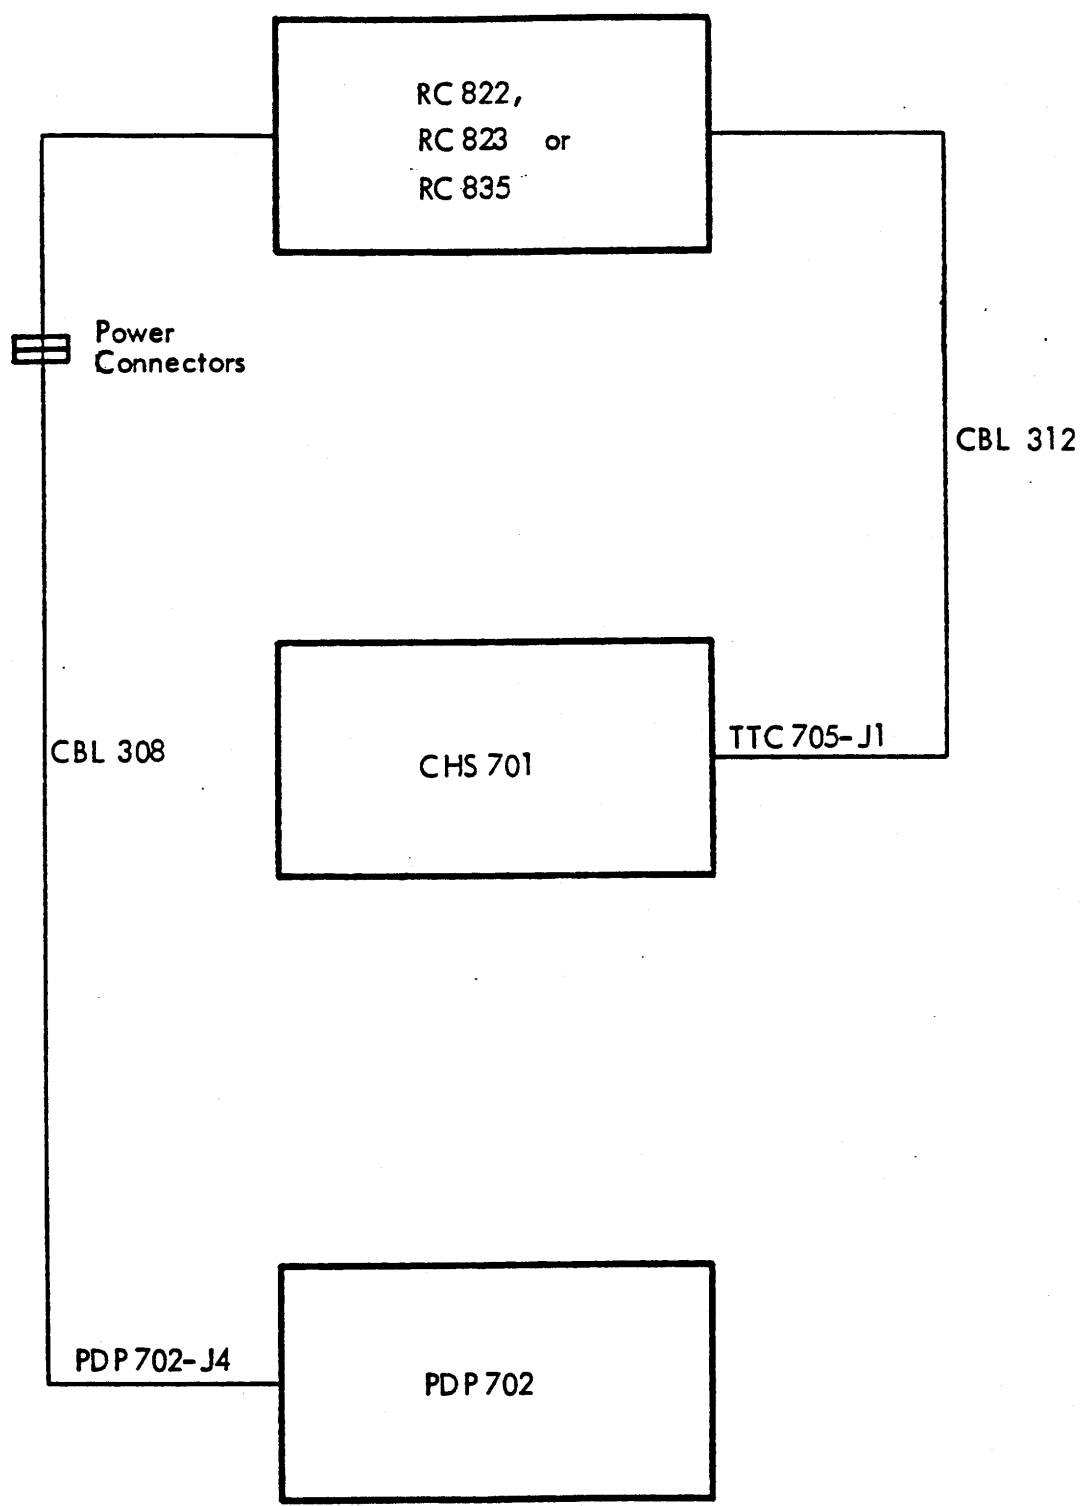 RC 822,
RC 823 or
RC 835
Power
Connectors
CBL 312
TTC 705-J1
CBL 308
CHS 701
PDP 702-J4
PDP 702